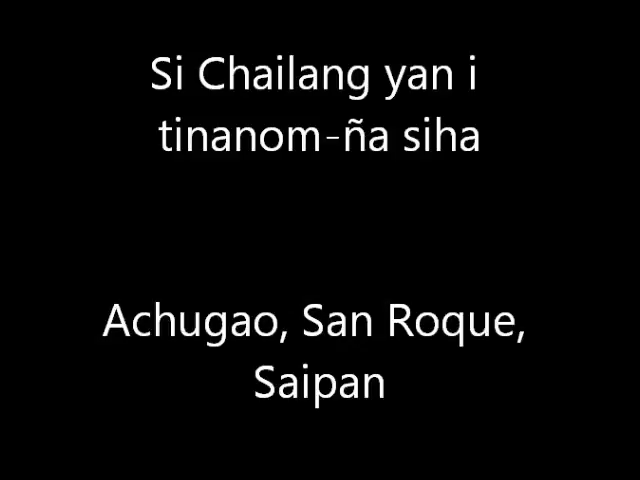 Si Chailang yan i
tinanom-ña siha
Achugao, San Roque,
Saipan